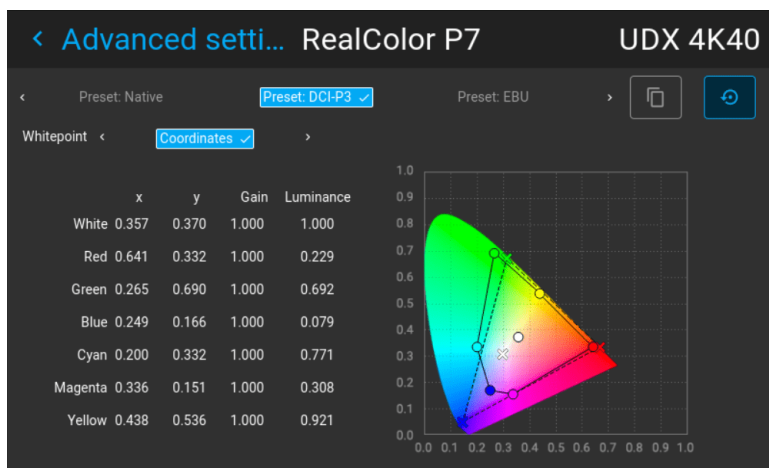 < Advanced setti... RealColor P7 UDX 4K40
< Preset: Native Preset: DCI-P3 ✓ Preset: EBU >
Whitepoint < Coordinates ✓ >
x y Gain Luminance
White 0.357 0.370 1.000 1.000
Red 0.641 0.332 1.000 0.229
Green 0.265 0.690 1.000 0.692
Blue 0.249 0.166 1.000 0.079
Cyan 0.200 0.332 1.000 0.771
Magenta 0.336 0.151 1.000 0.308
Yellow 0.438 0.536 1.000 0.921
1.0
0.9
0.8
0.7
0.6
0.5
0.4
0.3
0.2
0.1
0.0
0.0 0.1 0.2 0.3 0.4 0.5 0.6 0.7 0.8 0.9 1.0